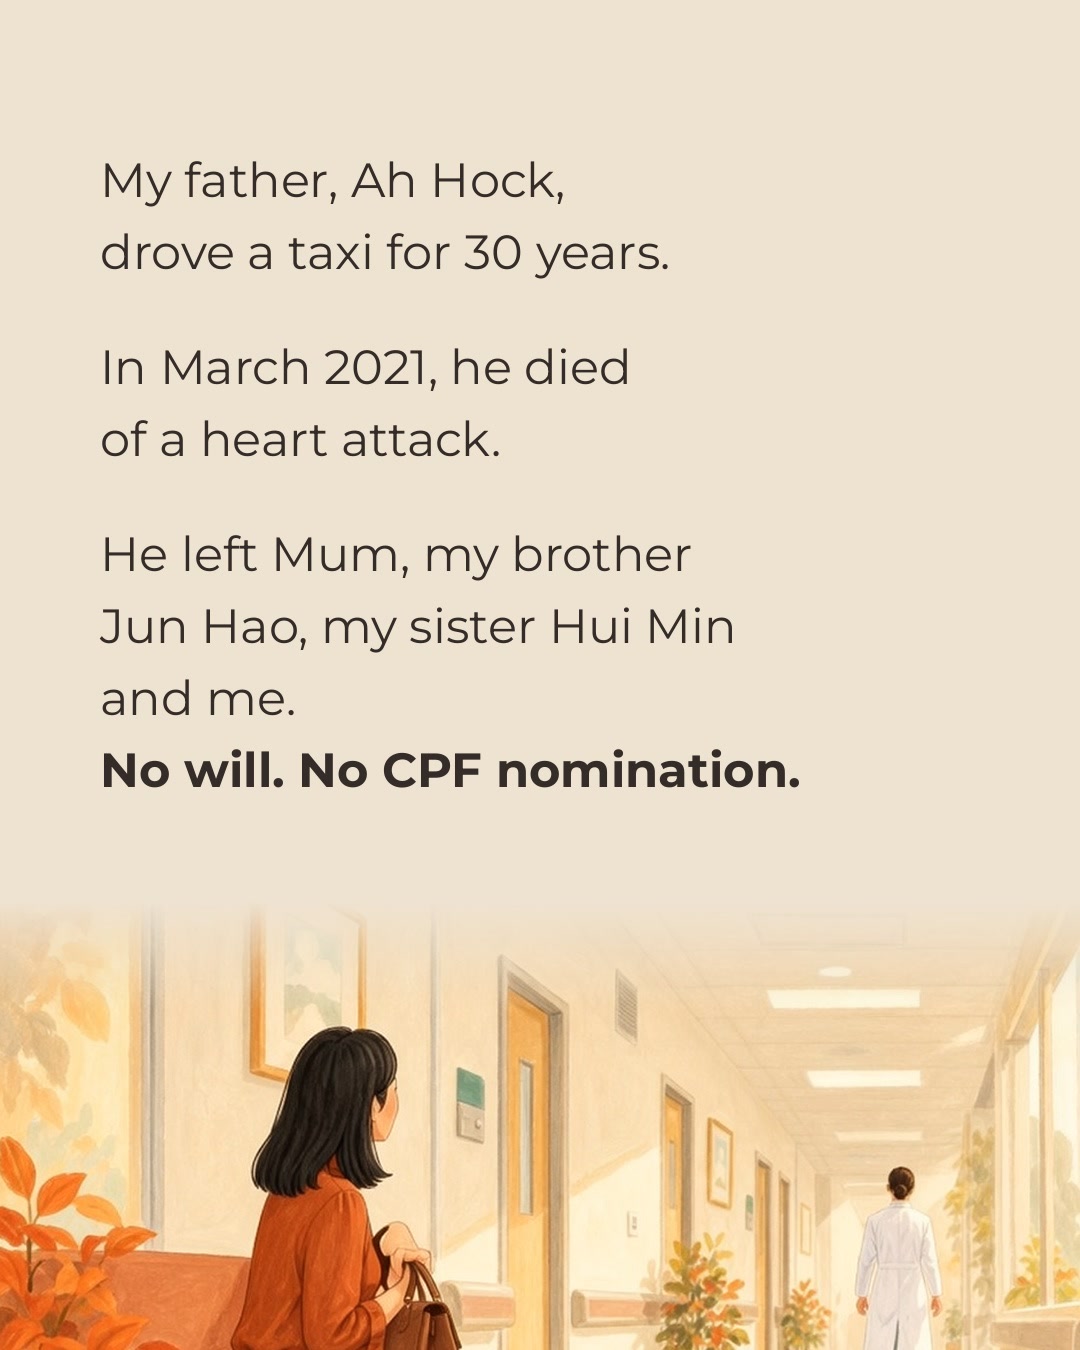 My father, Ah Hock,
drove a taxi for 30 years.
In March 2021, he died
of a heart attack.
He left Mum, my brother
Jun Hao, my sister Hui Min
and me.
No will. No CPF nomination.